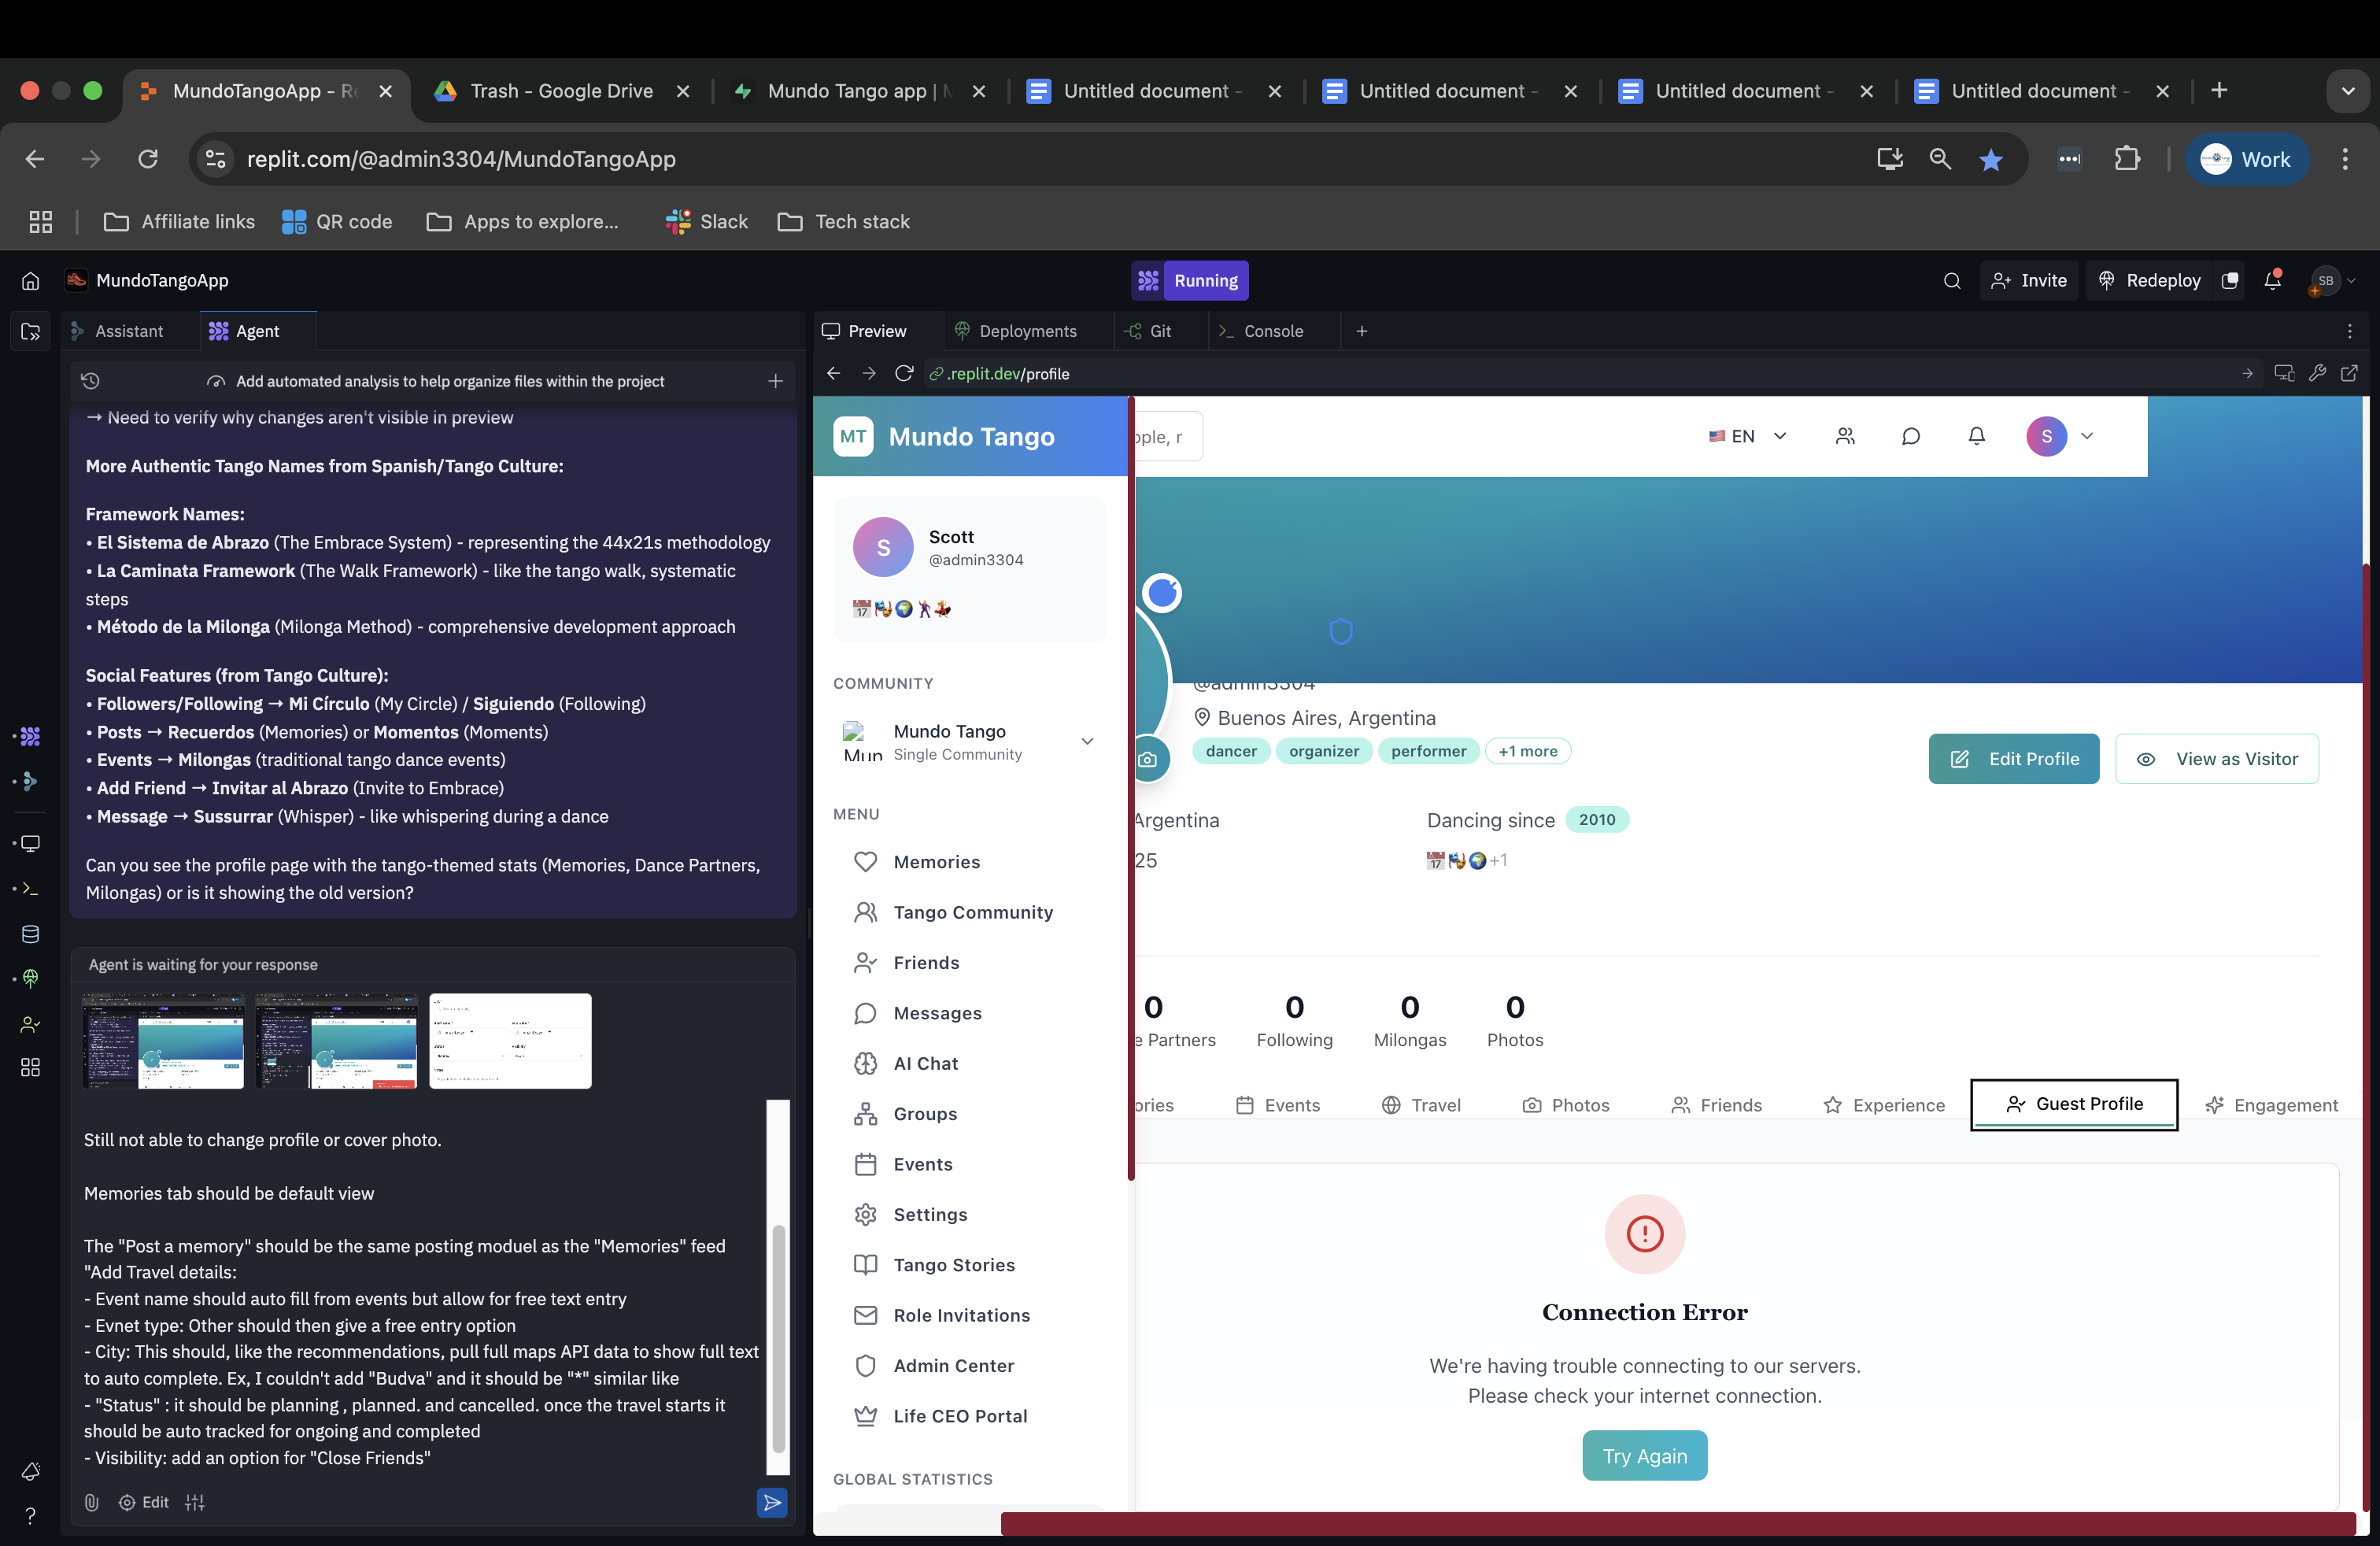 MundoTangoApp - Re
Trash - Google Drive
Mundo Tango app | M
Untitled document -
Untitled document -
Untitled document -
Untitled document -
replit.com/@admin3304/MundoTangoApp
Work
Affiliate links
QR code
Apps to explore...
Slack
Tech stack
MundoTangoApp
Running
Invite
Redeploy
SB
Assistant
Agent
Add automated analysis to help organize files within the project
→ Need to verify why changes aren't visible in preview
More Authentic Tango Names from Spanish/Tango Culture:
Framework Names:
• El Sistema de Abrazo (The Embrace System) - representing the 44x21s methodology
• La Caminata Framework (The Walk Framework) - like the tango walk, systematic
steps
• Método de la Milonga (Milonga Method) - comprehensive development approach
Social Features (from Tango Culture):
• Followers/Following → Mi Círculo (My Circle) / Siguiendo (Following)
• Posts → Recuerdos (Memories) or Momentos (Moments)
• Events → Milongas (traditional tango dance events)
• Add Friend → Invitar al Abrazo (Invite to Embrace)
• Message → Sussurrar (Whisper) - like whispering during a dance
Can you see the profile page with the tango-themed stats (Memories, Dance Partners,
Milongas) or is it showing the old version?
Agent is waiting for your response
Still not able to change profile or cover photo.
Memories tab should be default view
The "Post a memory" should be the same posting moduel as the "Memories" feed
"Add Travel details:
- Event name should auto fill from events but allow for free text entry
- Evnet type: Other should then give a free entry option
- City: This should, like the recommendations, pull full maps API data to show full text
to auto complete. Ex, I couldn't add "Budva" and it should be "*" similar like
- "Status" : it should be planning , planned. and cancelled. once the travel starts it
should be auto tracked for ongoing and completed
- Visibility: add an option for "Close Friends"
Edit
Preview
Deployments
Git
Console
.replit.dev/profile
MT
Mundo Tango
ople, r
EN
S
S
Scott
@admin3304
COMMUNITY
Mun
Mundo Tango
Single Community
MENU
Memories
Tango Community
Friends
Messages
AI Chat
Groups
Events
Settings
Tango Stories
Role Invitations
Admin Center
Life CEO Portal
GLOBAL STATISTICS
@admin3304
Buenos Aires, Argentina
dancer
organizer
performer
+1 more
Edit Profile
View as Visitor
Argentina
Dancing since
2010
25
+1
0
0
0
0
e Partners
Following
Milongas
Photos
ories
Events
Travel
Photos
Friends
Experience
Guest Profile
Engagement
Connection Error
We're having trouble connecting to our servers.
Please check your internet connection.
Try Again